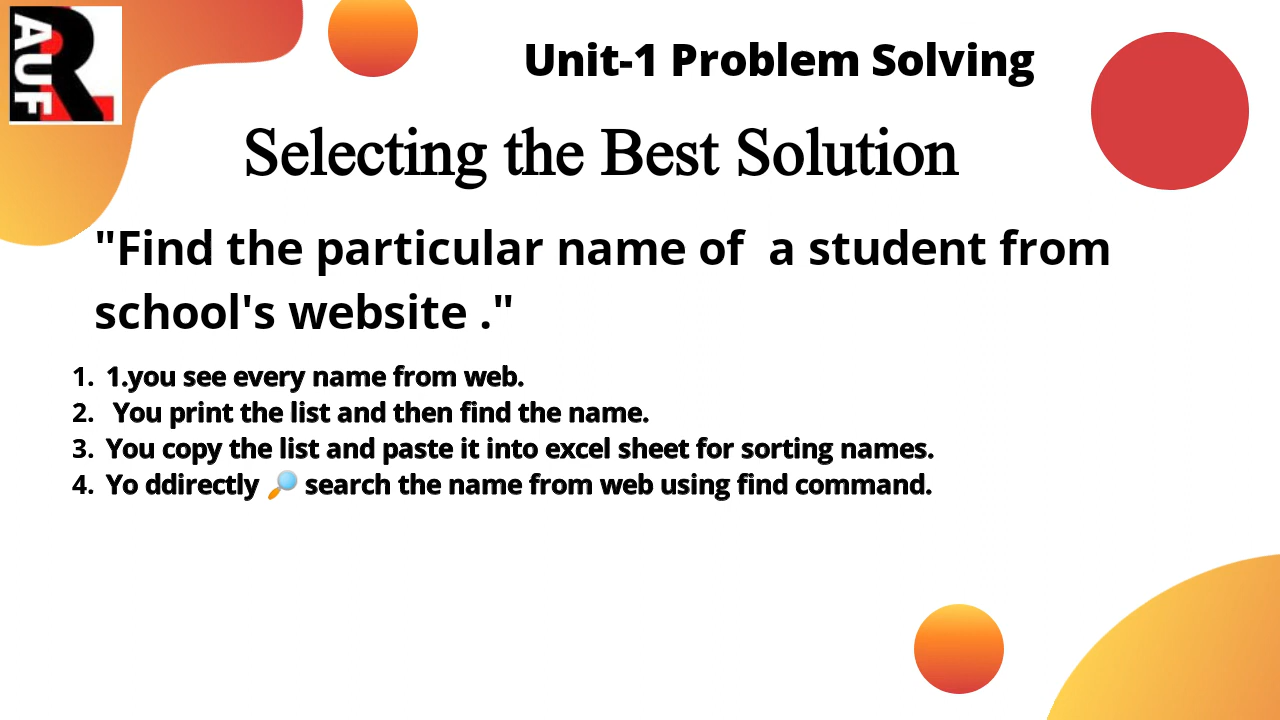 RAUF
Unit-1 Problem Solving
Selecting the Best Solution
"Find the particular name of  a student from
school's website ."
1. 1.you see every name from web.
2.  You print the list and then find the name.
3. You copy the list and paste it into excel sheet for sorting names.
4. Yo ddirectly 🔎 search the name from web using find command.